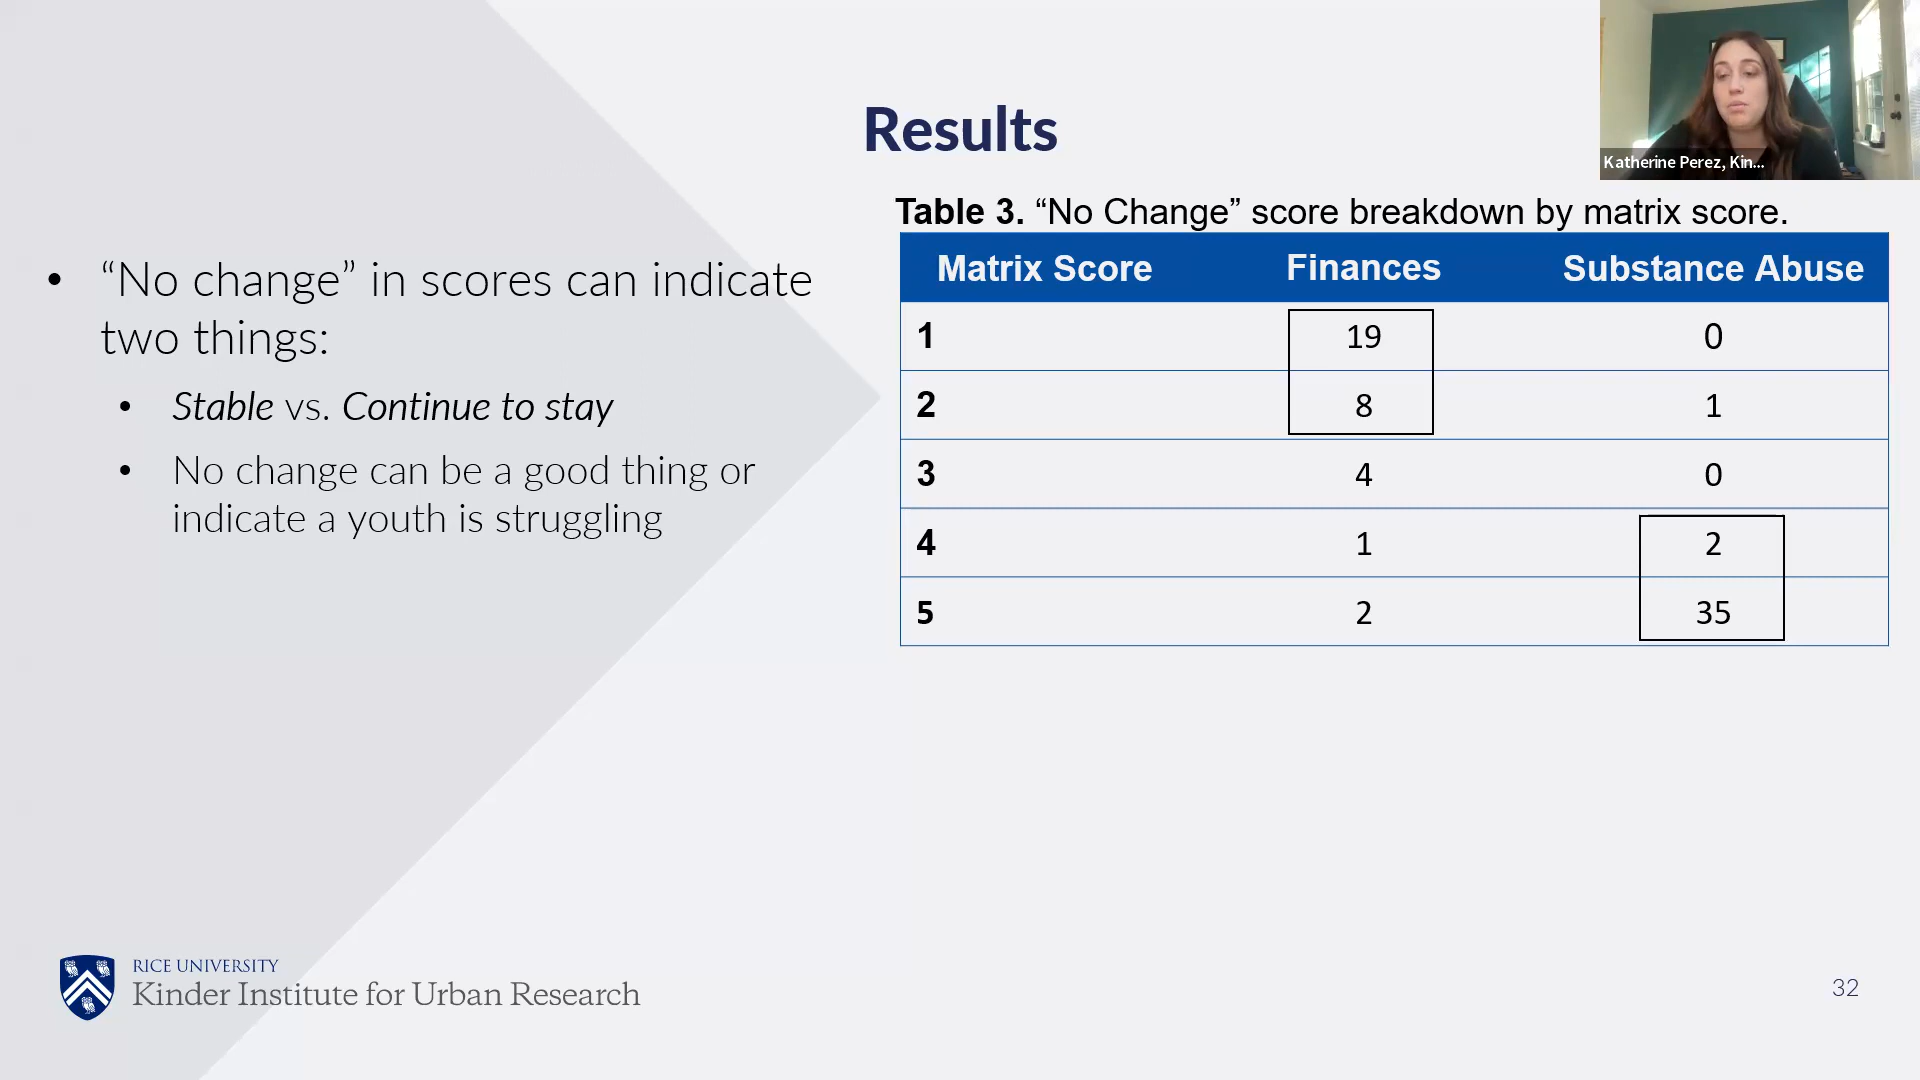 Results
Katherine Perez, Kin...
• “No change” in scores can indicate
two things:
• Stable vs. Continue to stay
• No change can be a good thing or
indicate a youth is struggling
Table 3. “No Change” score breakdown by matrix score.
Matrix Score Finances Substance Abuse
1 19 0
2 8 1
3 4 0
4 1 2
5 2 35
RICE UNIVERSITY
Kinder Institute for Urban Research
32